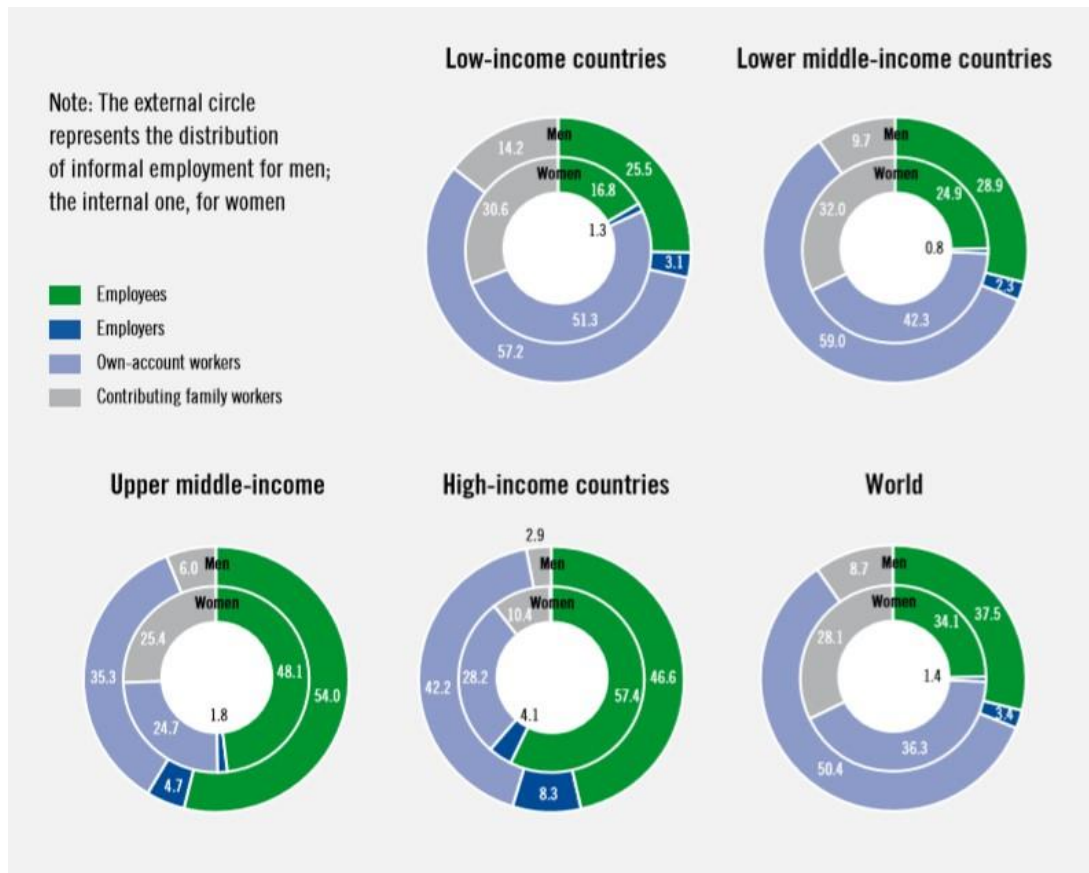 Low-income countries
Lower middle-income countries
Note: The external circle
represents the distribution
of informal employment for men;
the internal one, for women
Employees
Employers
Own-account workers
Contributing family workers
Men
Women
14.2
25.5
30.6
16.8
1.3
3.1
51.3
57.2
Men
Women
9.7
28.9
32.0
24.9
0.8
2.3
42.3
59.0
Upper middle-income
High-income countries
World
Men
Women
6.0
25.4
48.1
35.3
54.0
24.7
1.8
4.7
2.9
Men
Women
10.4
42.2
28.2
57.4
46.6
4.1
8.3
Men
Women
8.7
37.5
34.1
28.1
1.4
3.4
36.3
50.4